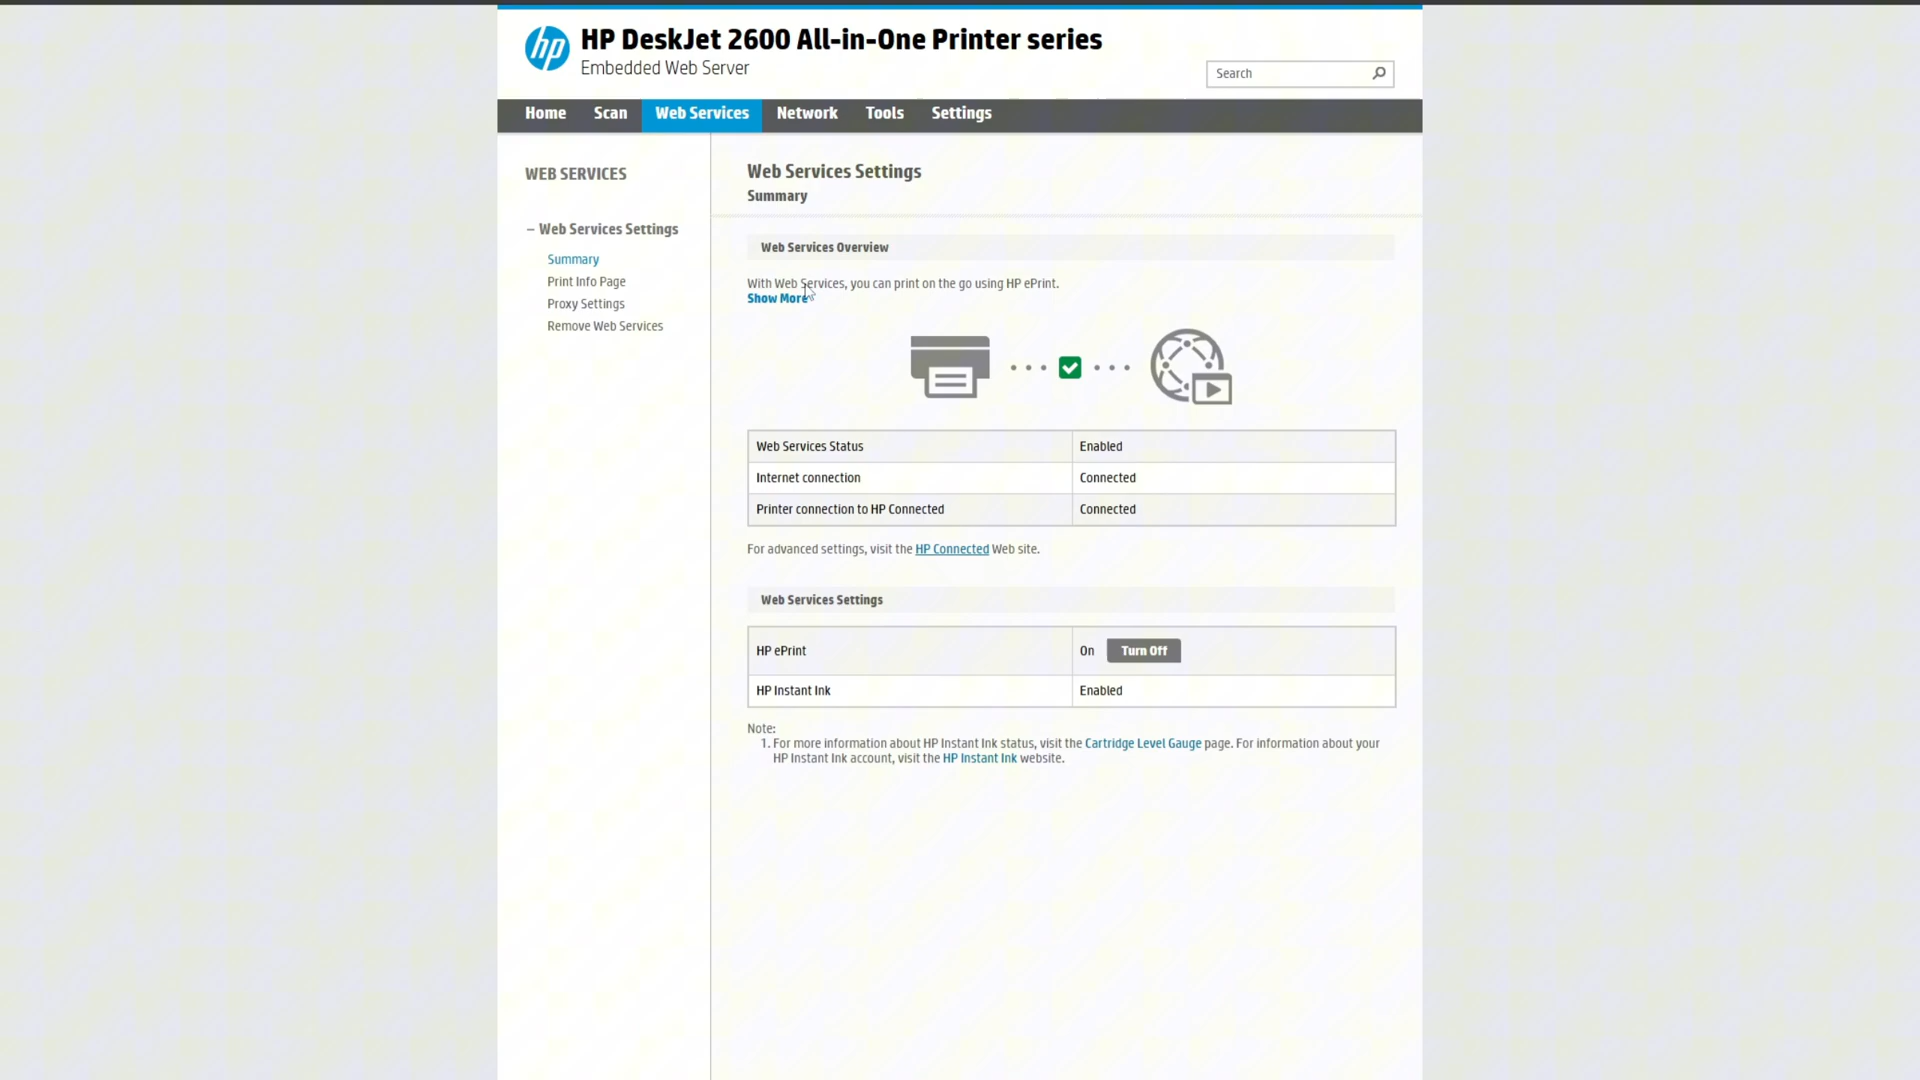 hp
HP DeskJet 2600 All-in-One Printer series
Embedded Web Server
Search
Home Scan Web Services Network Tools Settings
WEB SERVICES
– Web Services Settings
Summary
Print Info Page
Proxy Settings
Remove Web Services
Web Services Settings
Summary
Web Services Overview
With Web Services, you can print on the go using HP ePrint.
Show More
Web Services Status Enabled
Internet connection Connected
Printer connection to HP Connected Connected
For advanced settings, visit the HP Connected Web site.
Web Services Settings
HP ePrint On Turn Off
HP Instant Ink Enabled
Note:
1. For more information about HP Instant Ink status, visit the Cartridge Level Gauge page. For information about your
HP Instant Ink account, visit the HP Instant Ink website.